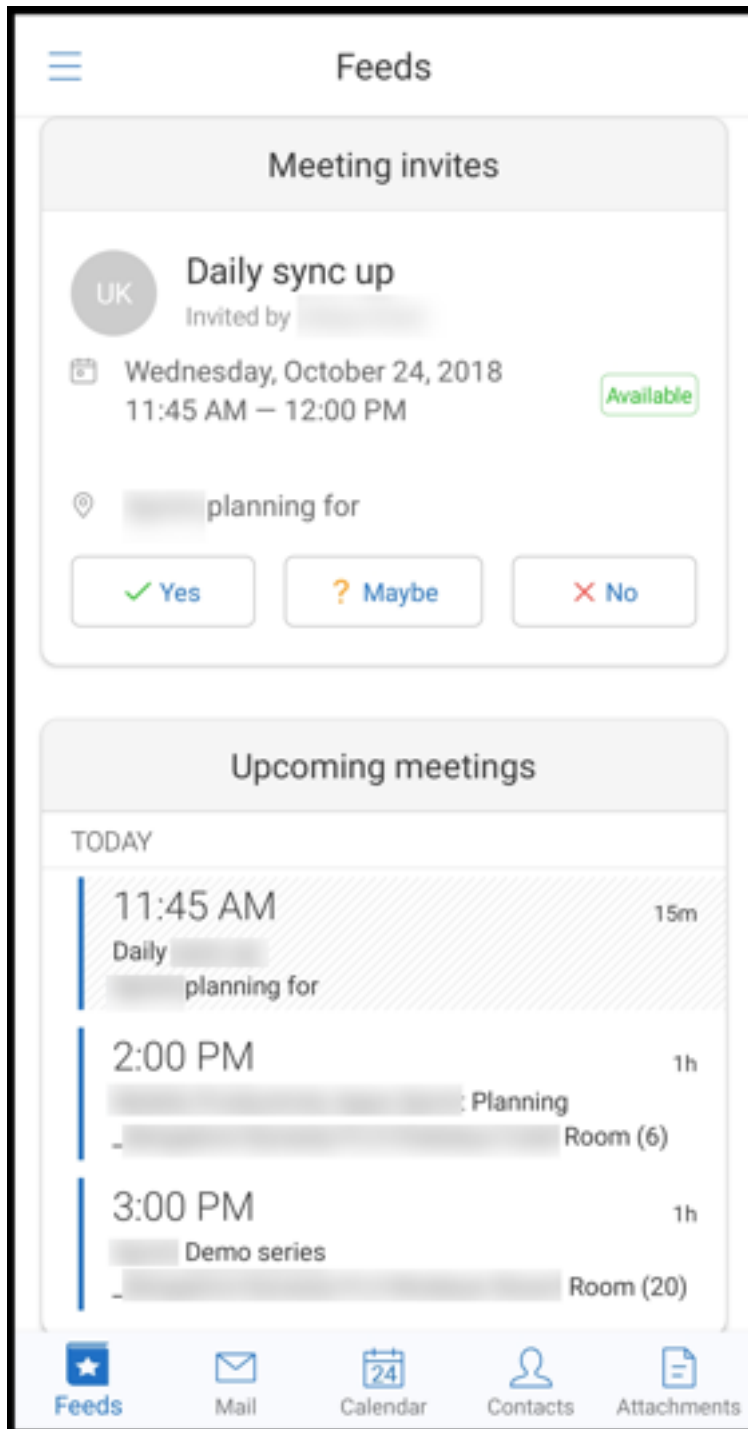 Feeds
Meeting invites
UK
Daily sync up
Invited by
Wednesday, October 24, 2018
11:45 AM — 12:00 PM
Available
planning for
Yes
? Maybe
No
Upcoming meetings
TODAY
11:45 AM
15m
Daily
planning for
2:00 PM
1h
: Planning
_ Room (6)
3:00 PM
1h
Demo series
_ Room (20)
Feeds
Mail
24
Calendar
Contacts
Attachments